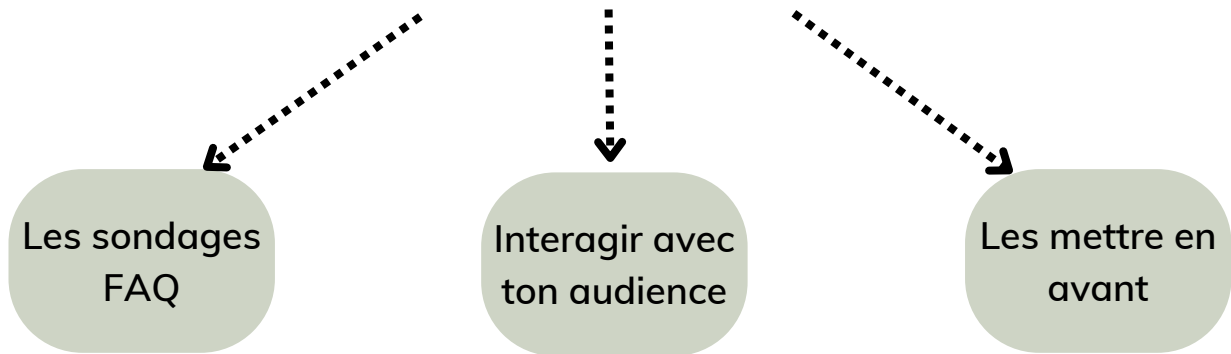 Les sondages
FAQ
Interagir avec
ton audience
Les mettre en
avant